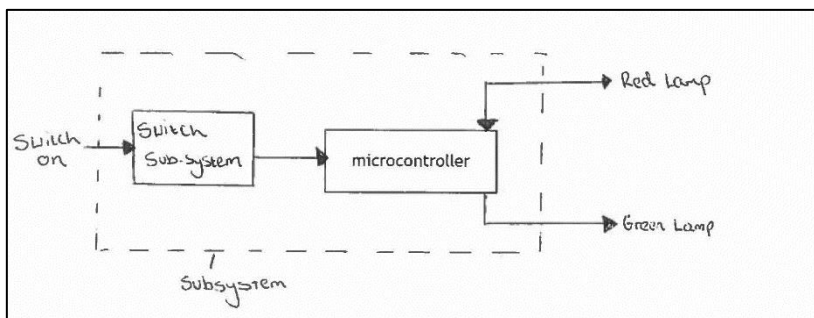 Switch
on
Switch
Sub-System
microcontroller
Red Lamp
Green Lamp
Subsystem